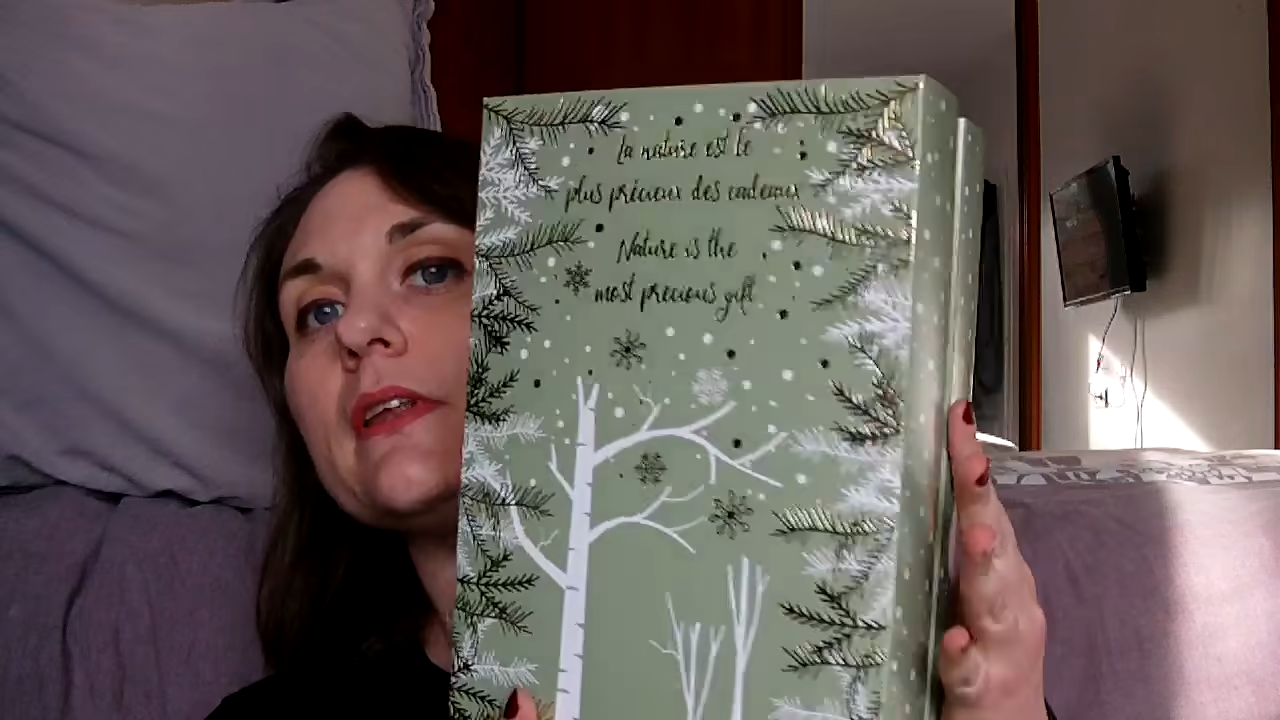 La nature est le
plus précieux des cadeaux
Nature is the
most precious gift